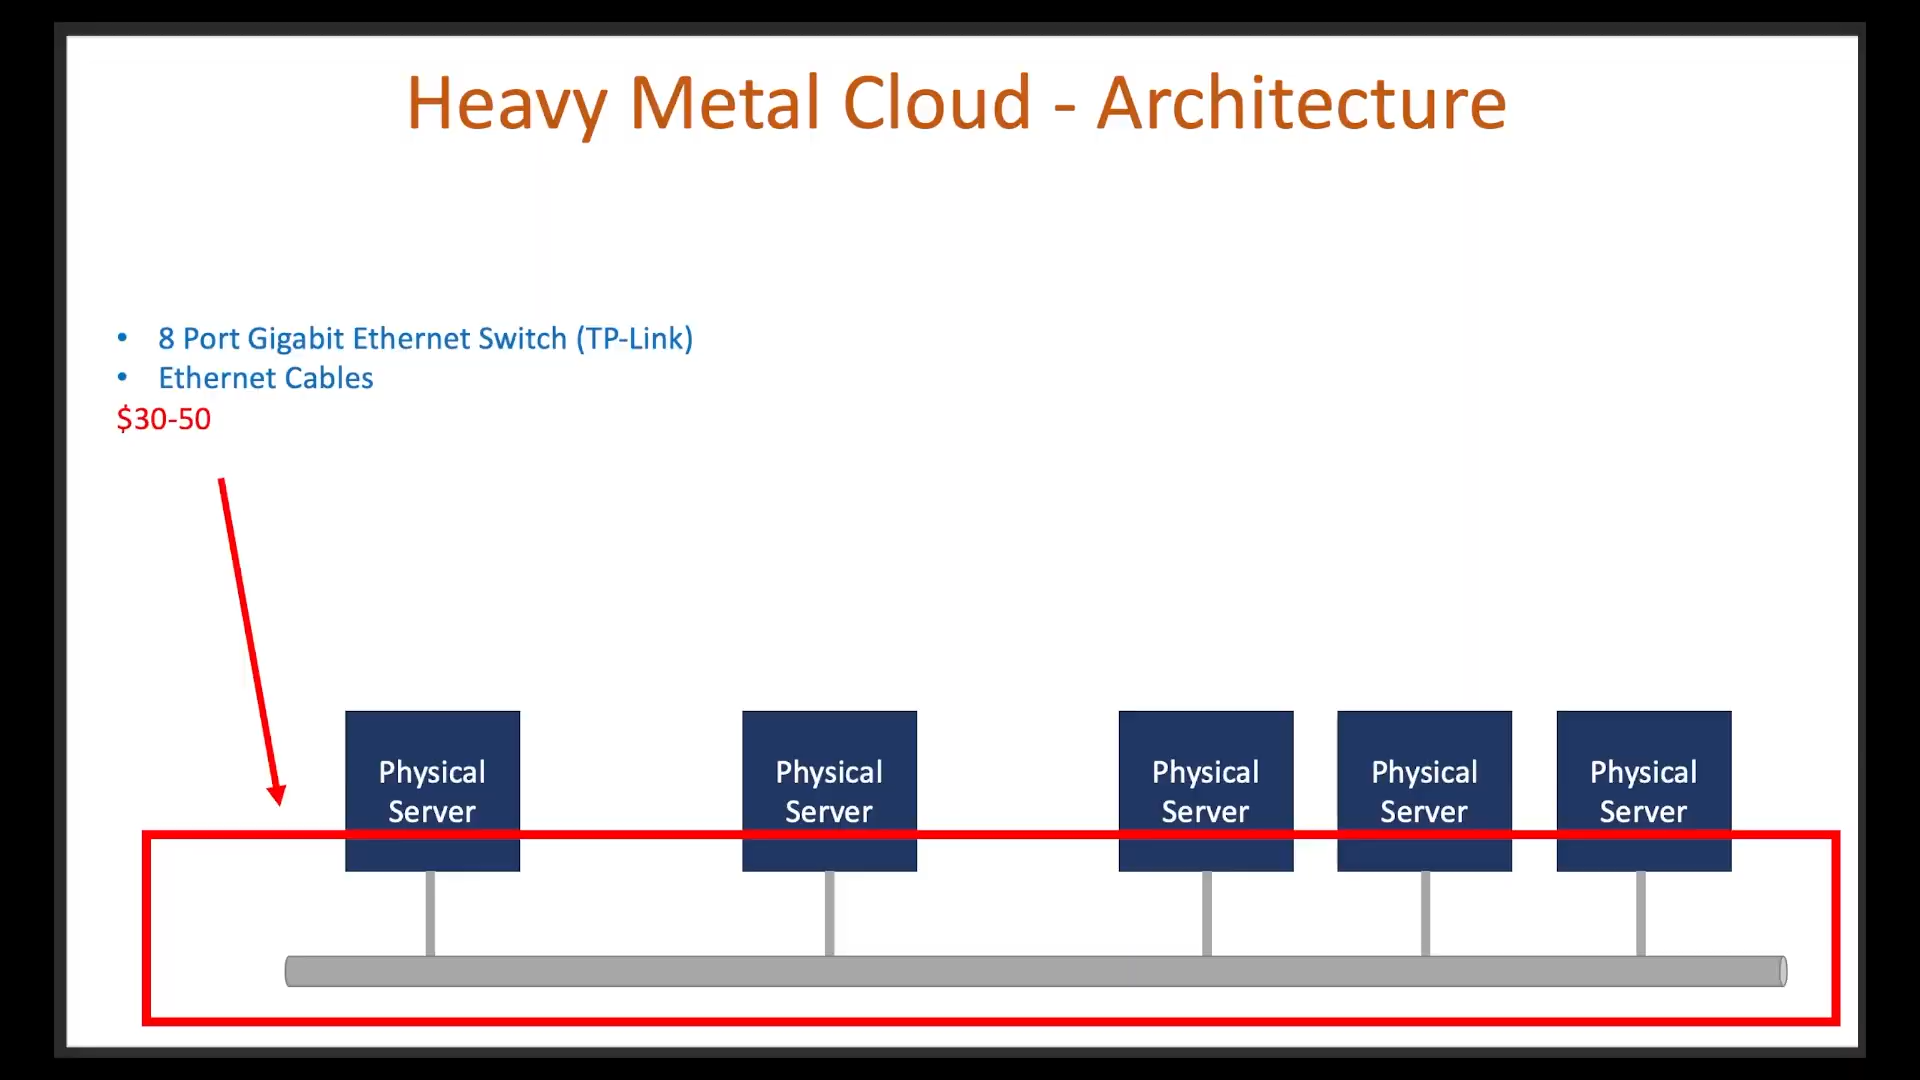 Heavy Metal Cloud - Architecture
• 8 Port Gigabit Ethernet Switch (TP-Link)
• Ethernet Cables
$30-50
Physical
Server
Physical
Server
Physical
Server
Physical
Server
Physical
Server